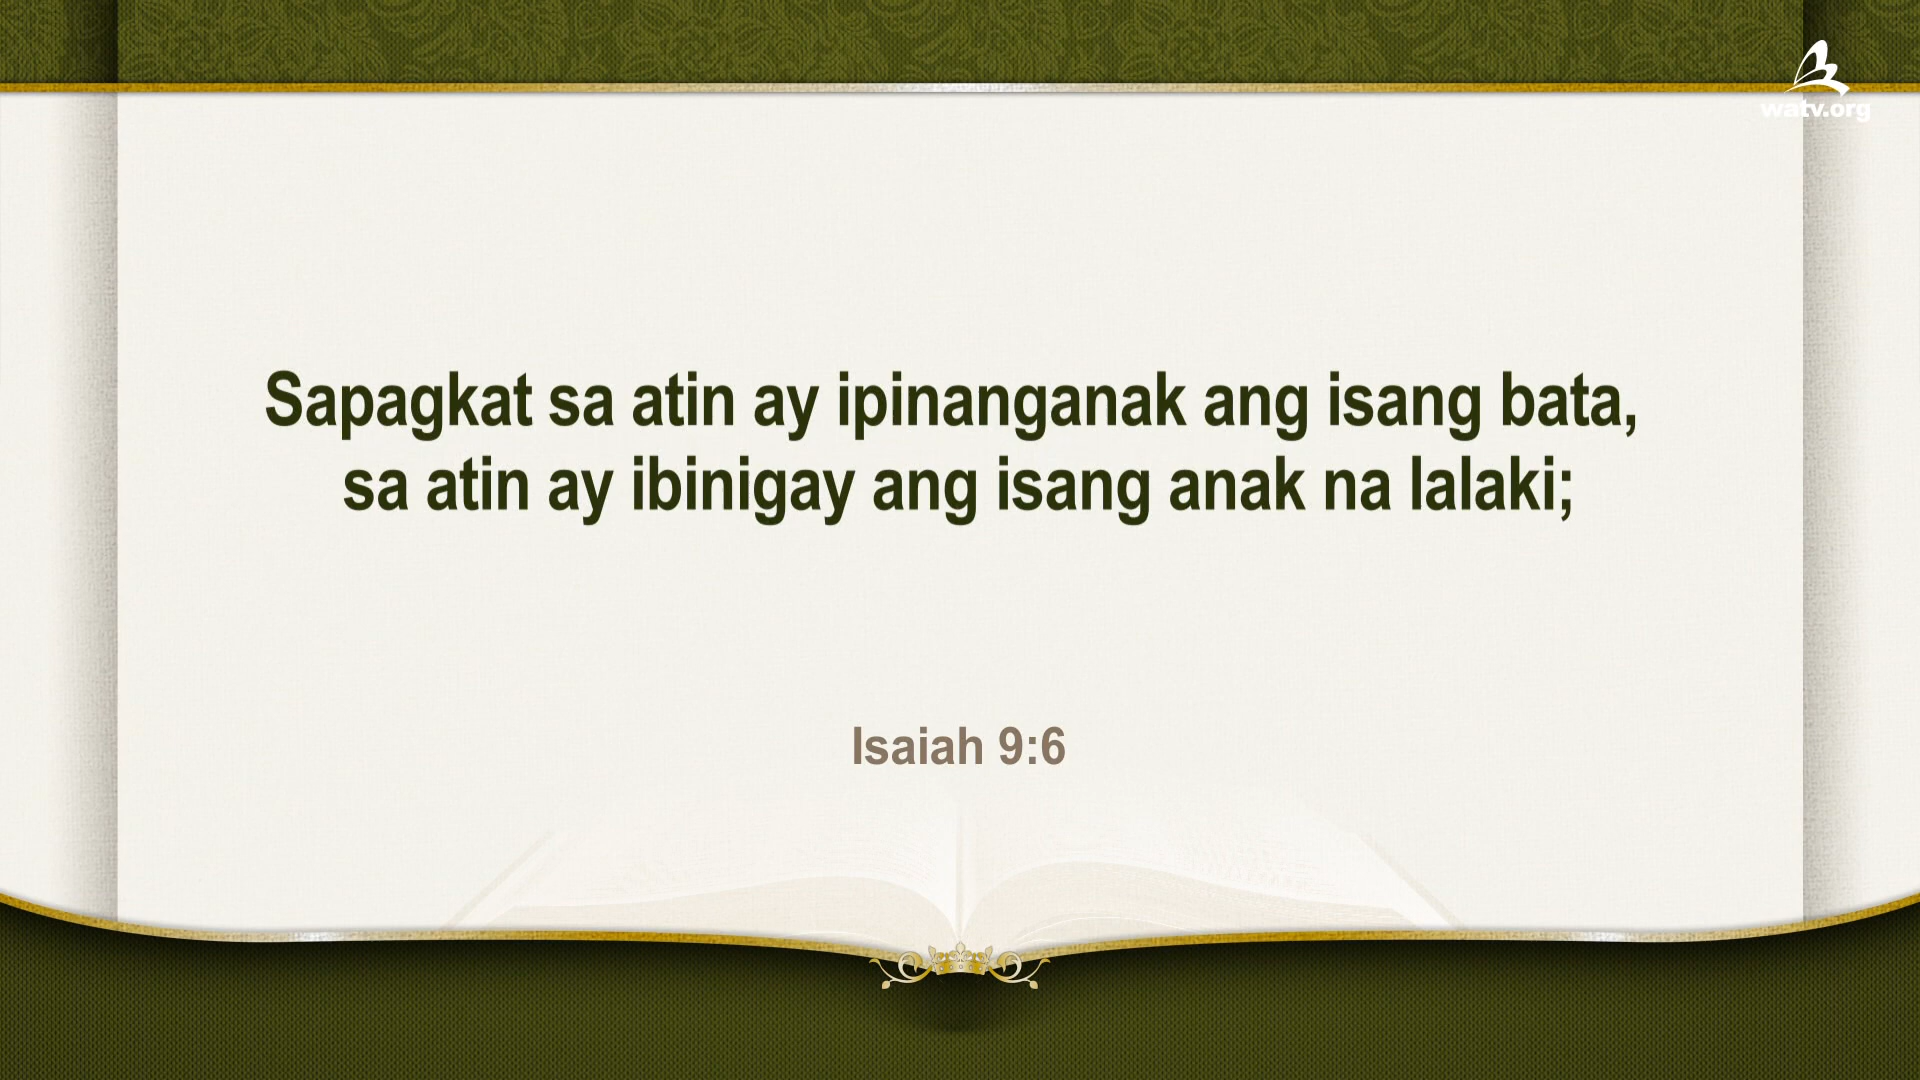 watv.org
Sapagkat sa atin ay ipinanganak ang isang bata,
sa atin ay ibinigay ang isang anak na lalaki;
Isaiah 9:6